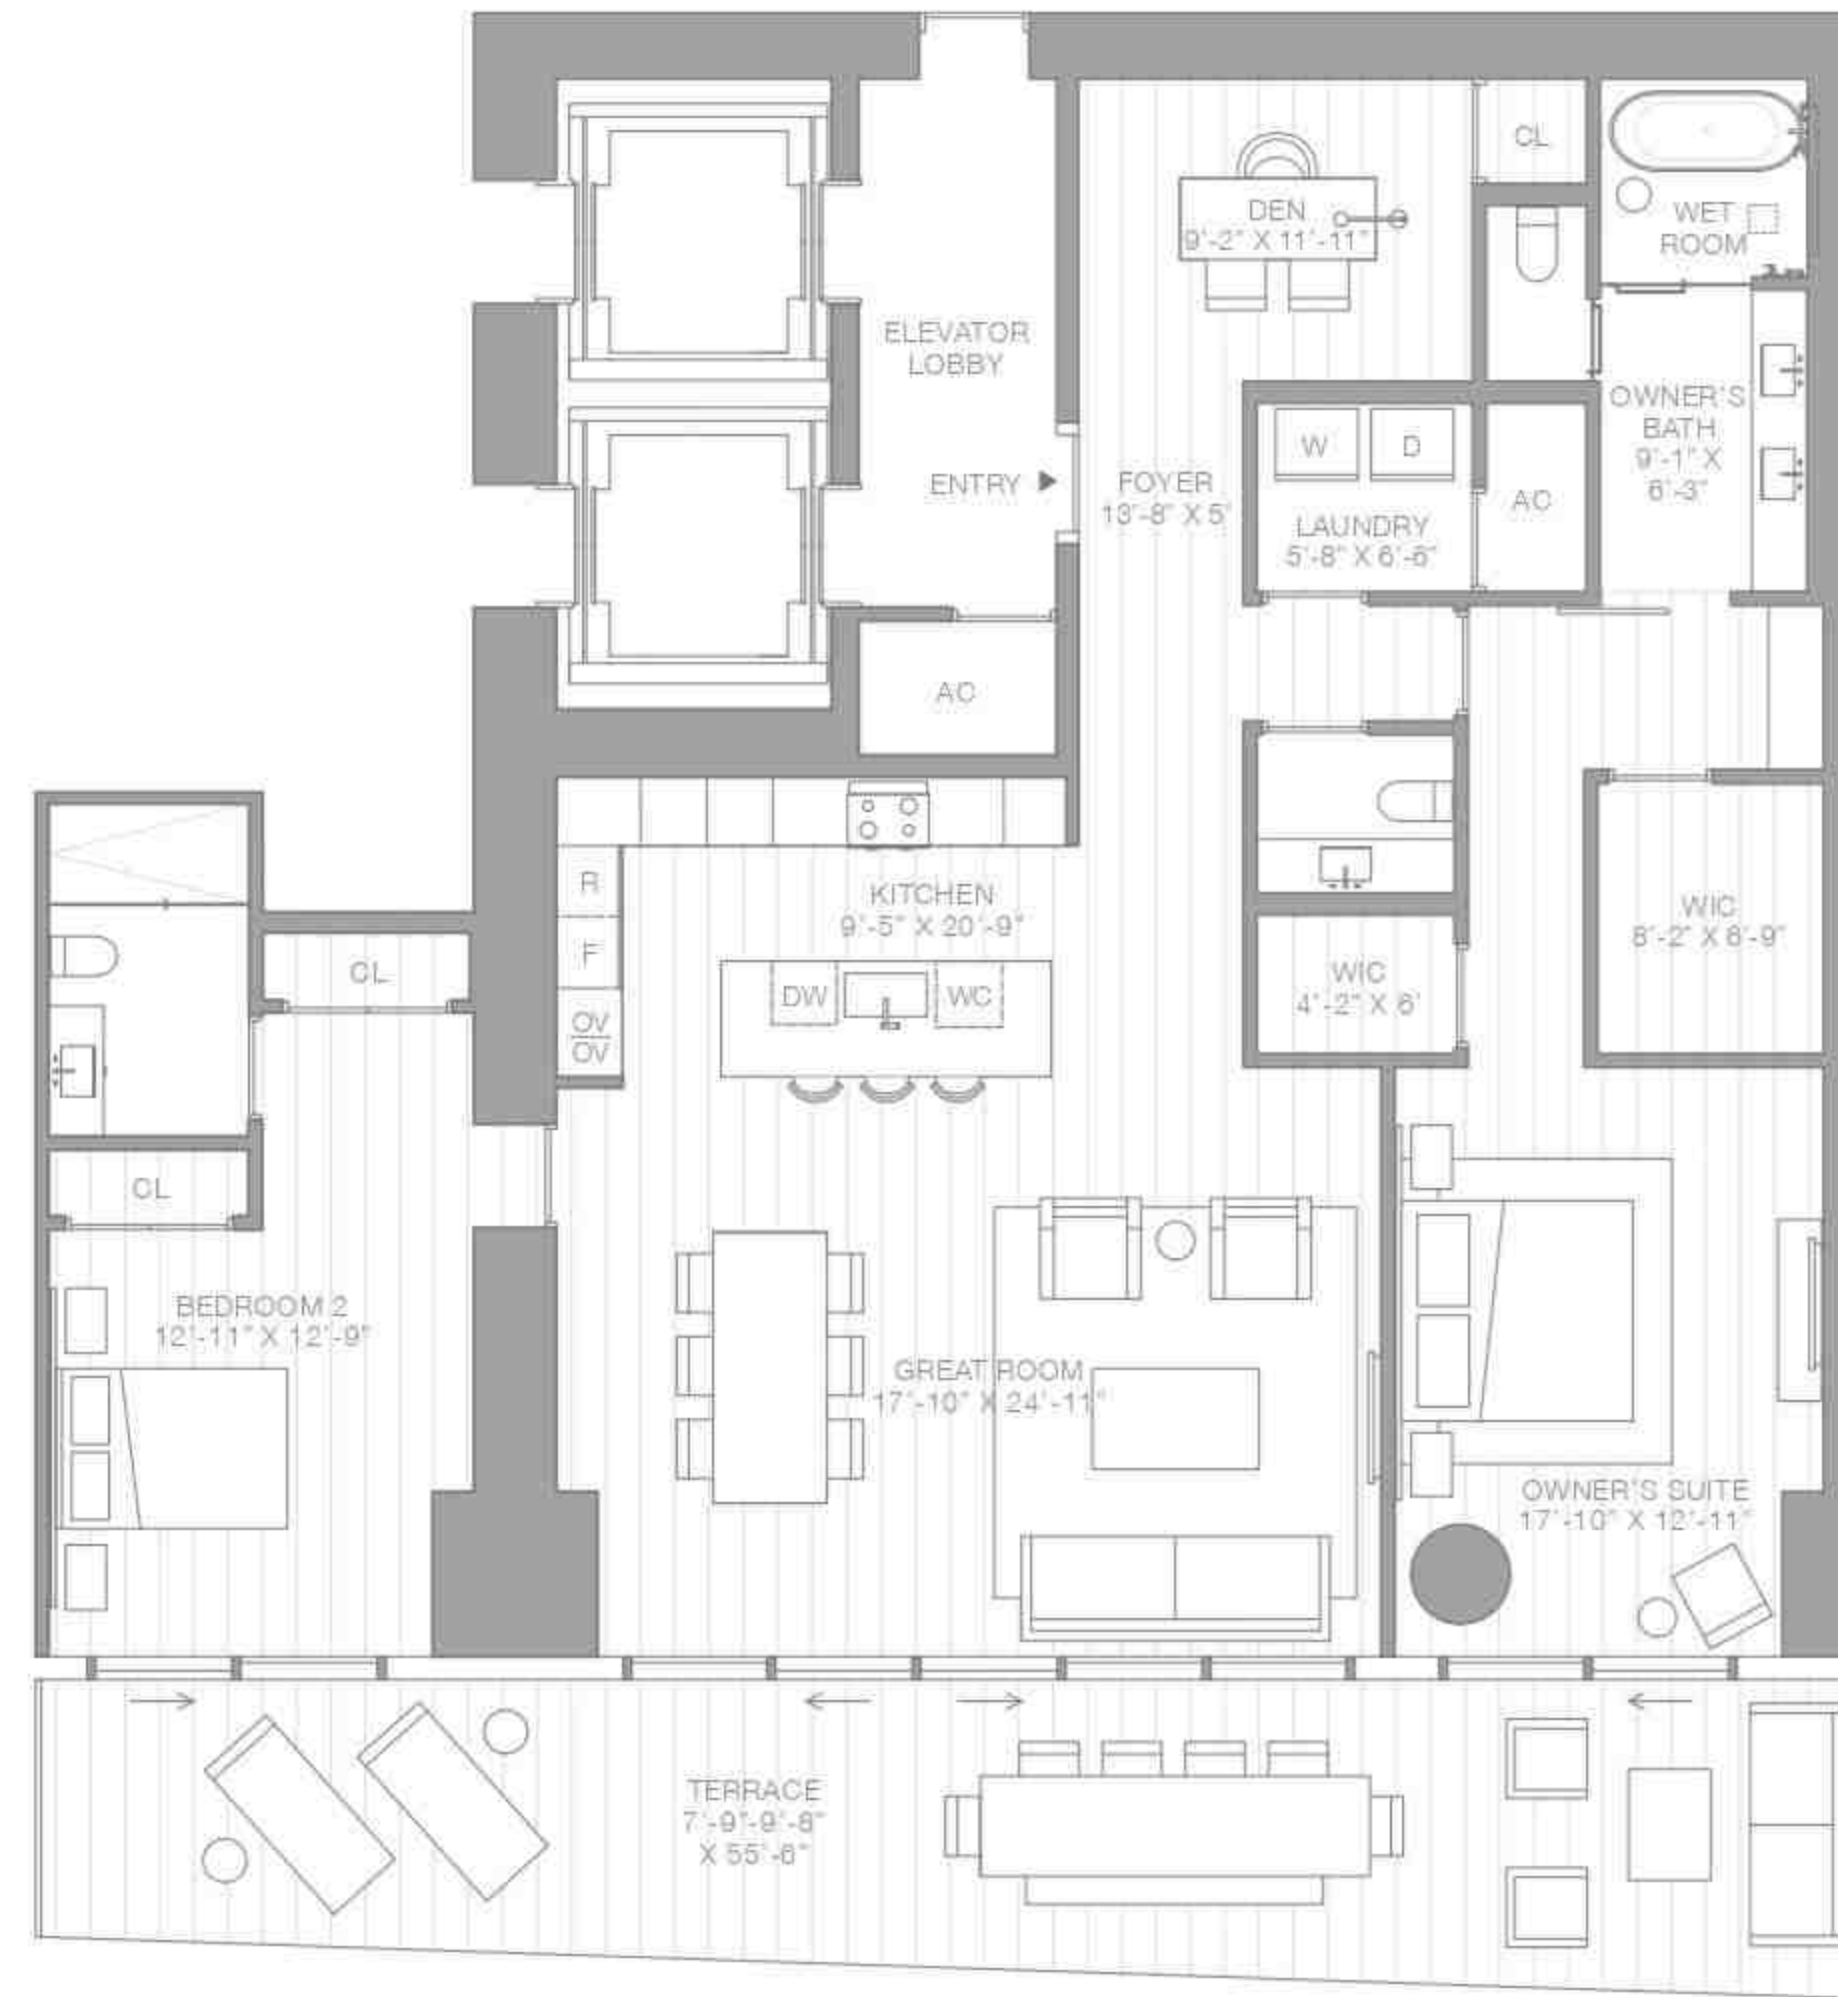 CL
DEN
9'-2" X 11'-11"
WET
ROOM
ELEVATOR
LOBBY
OWNER'S
BATH
9'-1" X
6'-3"
W
D
ENTRY
FOYER
13'-8" X 5'
LAUNDRY
5'-8" X 6'-6"
AC
AC
R
KITCHEN
9'-5" X 20'-9"
F
WIC
8'-2" X 6'-9"
CL
WIC
4'-2" X 6'
DW
WC
OV
OV
CL
BEDROOM 2
12'-11" X 12'-9"
GREAT ROOM
17'-10" X 24'-11"
OWNER'S SUITE
17'-10" X 12'-11"
TERRACE
7'-9"-9'-8"
X 55'-6"